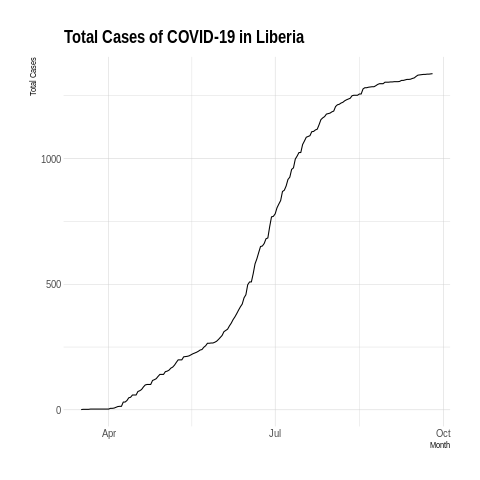 Total Cases of COVID-19 in Liberia
Total Cases
1000
500
0
Apr
Jul
Oct
Month